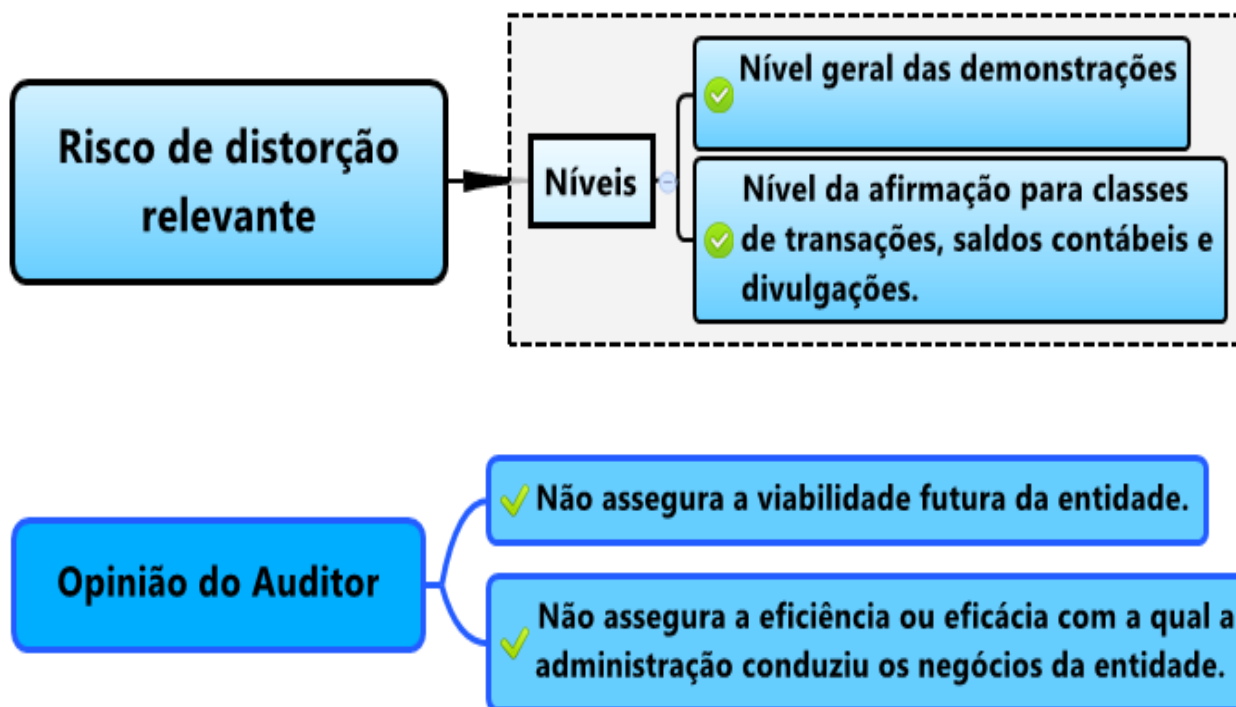 Risco de distorção
relevante
Níveis
Nível geral das demonstrações
Nível da afirmação para classes
de transações, saldos contábeis e
divulgações.
Opinião do Auditor
Não assegura a viabilidade futura da entidade.
Não assegura a eficiência ou eficácia com a qual a
administração conduziu os negócios da entidade.